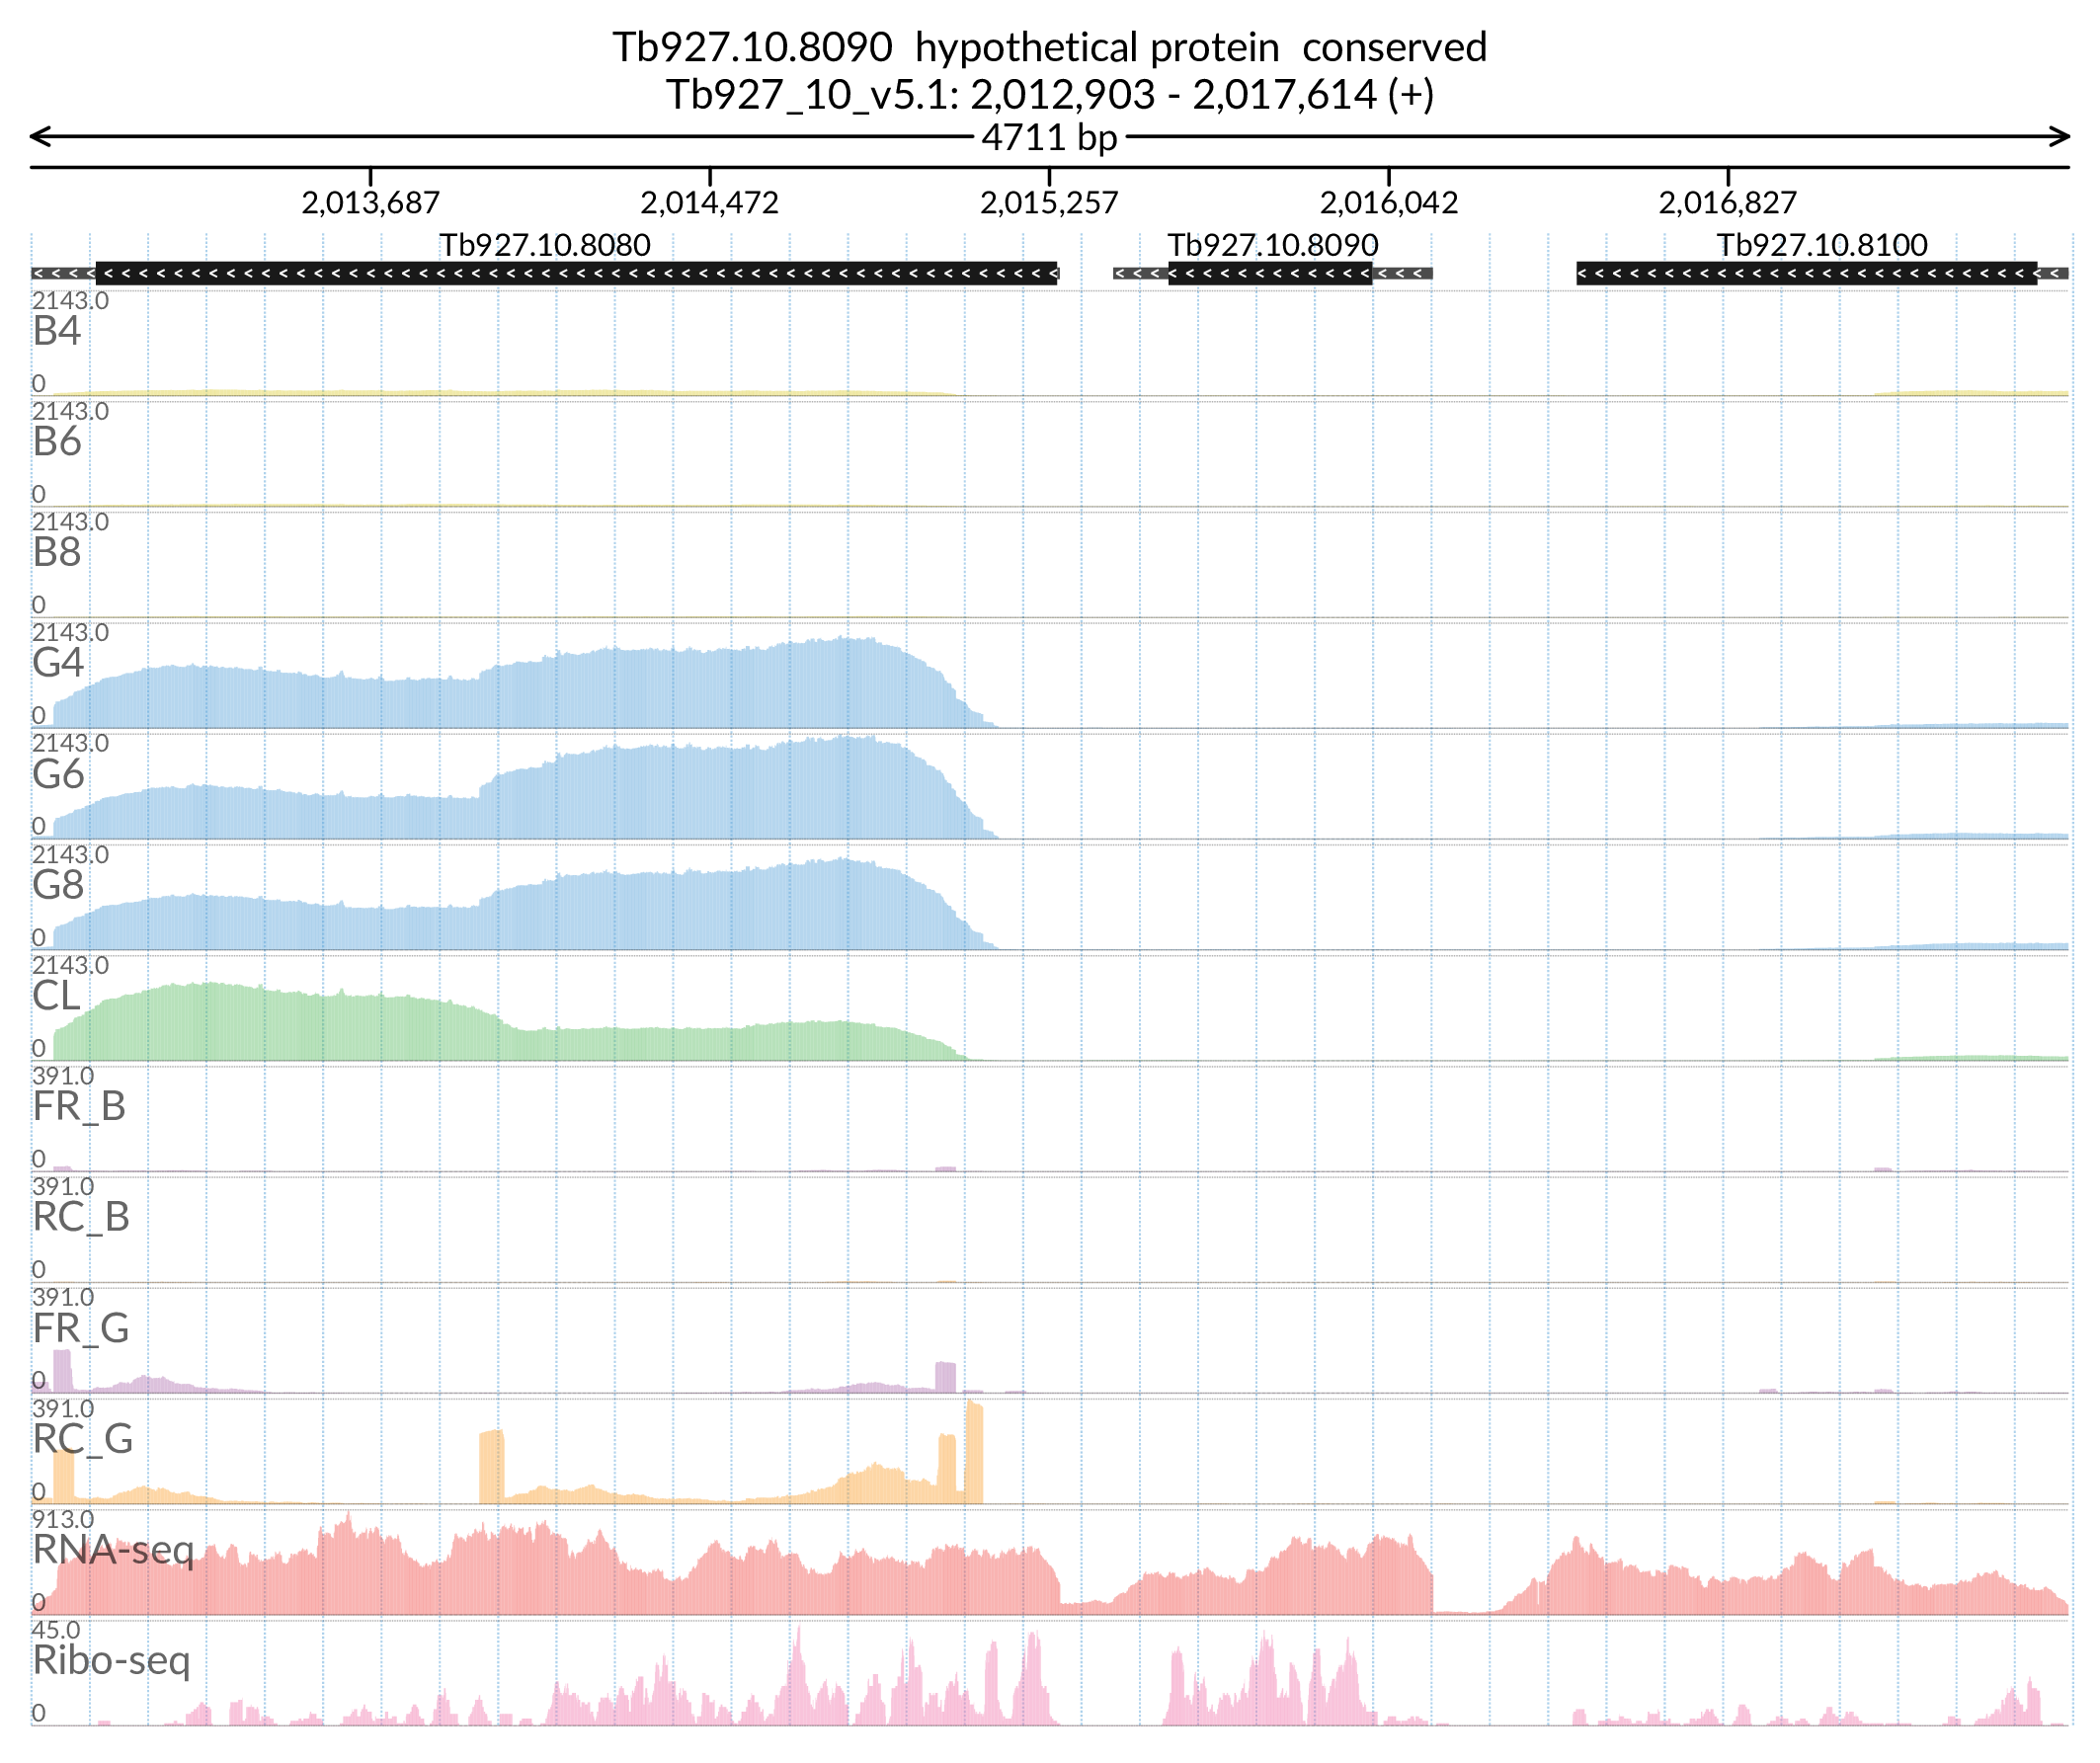 Tb927.10.8090 hypothetical protein conserved
Tb927_10_v5.1: 2,012,903 - 2,017,614 (+)
4711 bp
2,013,687 2,014,472 2,015,257 2,016,042 2,016,827
Tb927.10.8080 Tb927.10.8090 Tb927.10.8100
2143.0
B4
0
2143.0
B6
0
2143.0
B8
0
2143.0
G4
0
2143.0
G6
0
2143.0
G8
0
2143.0
CL
0
391.0
FR_B
0
391.0
RC_B
0
391.0
FR_G
0
391.0
RC_G
0
913.0
RNA-seq
0
45.0
Ribo-seq
0